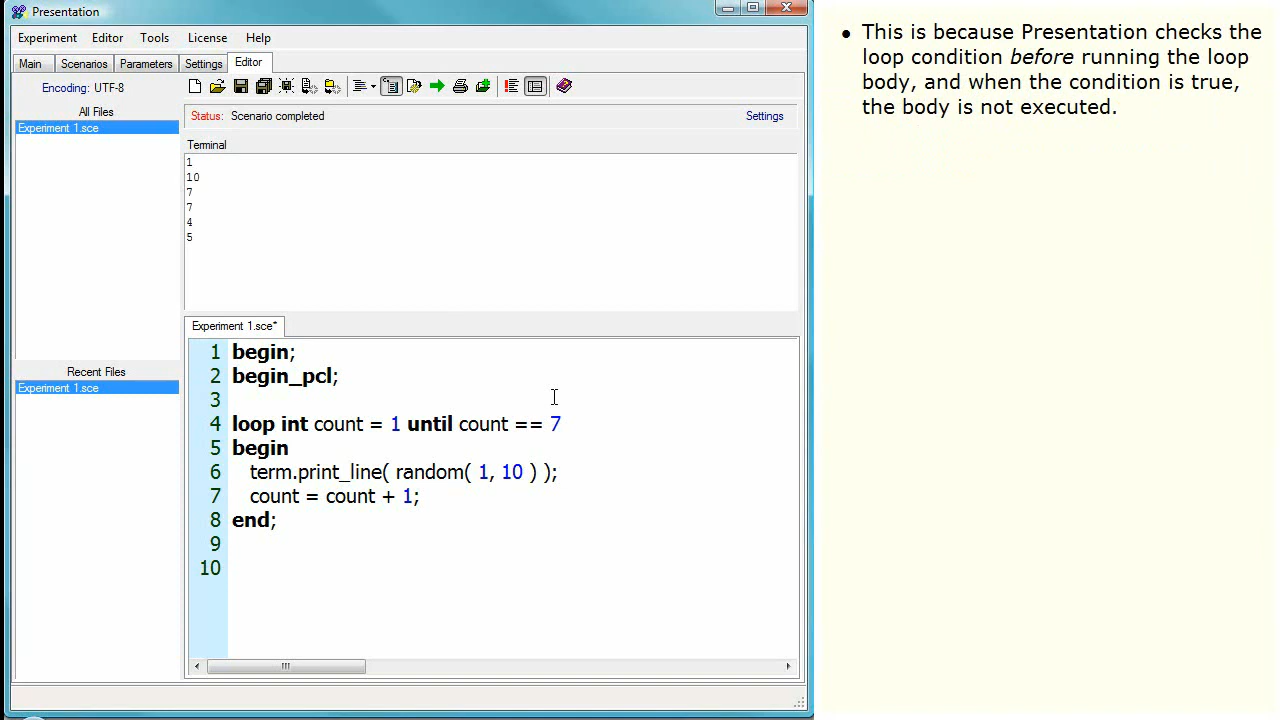 Presentation
Experiment Editor Tools License Help
Main Scenarios Parameters Settings Editor
Encoding: UTF-8
All Files
Experiment 1.sce
Recent Files
Experiment 1.sce
Status: Scenario completed Settings
Terminal
1
10
7
7
4
5
Experiment 1.sce*
1 begin;
2 begin_pcl;
3
4 loop int count = 1 until count == 7
5 begin
6 term.print_line( random( 1, 10 ) );
7 count = count + 1;
8 end;
9
10
• This is because Presentation checks the
loop condition before running the loop
body, and when the condition is true,
the body is not executed.